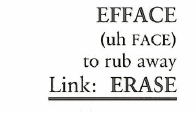 EFFACE
(uh FACE)
to rub away
Link: ERASE